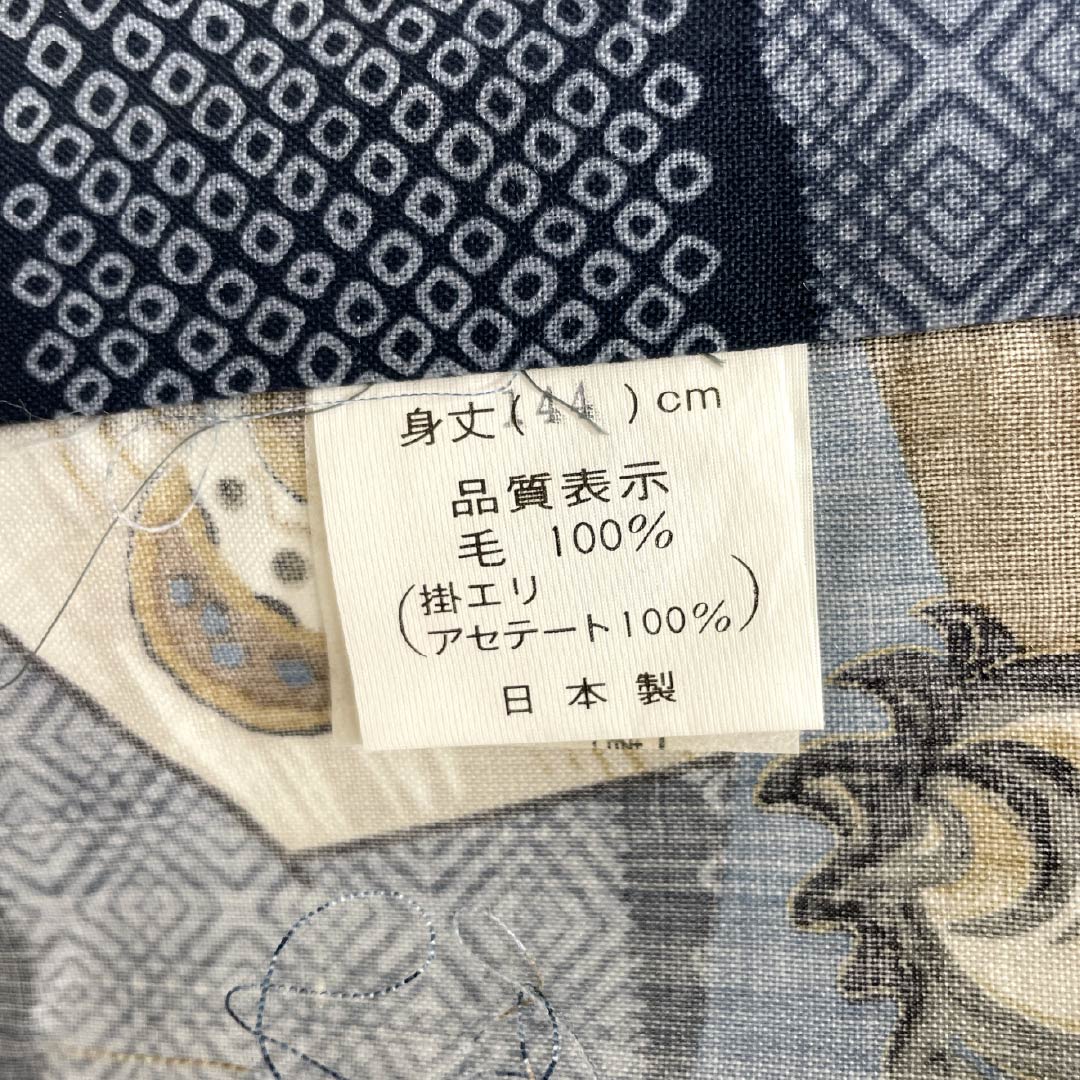 身丈(144)cm
品質表示
毛 100%
(掛エリ
アセテート100%)
日本製